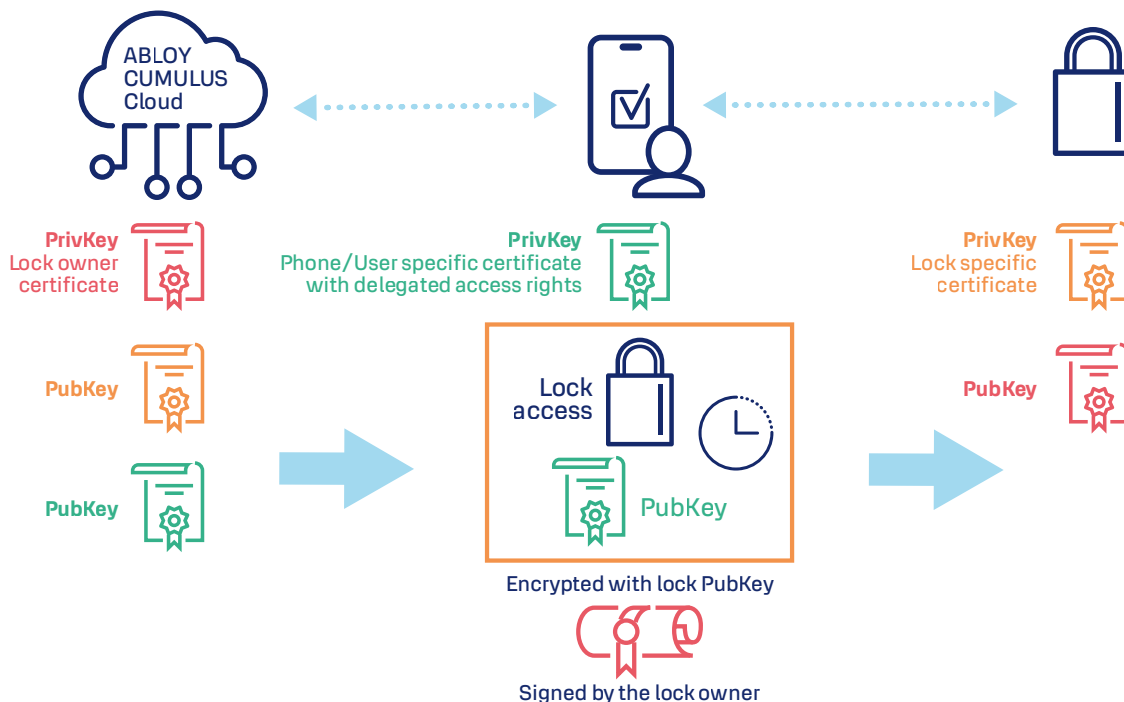 ABLOY
CUMULUS
Cloud
PrivKey
Lock owner
certificate
PrivKey
Phone/User specific certificate
with delegated access rights
PrivKey
Lock specific
certificate
PubKey
Lock
access
PubKey
PubKey
PubKey
Encrypted with lock PubKey
Signed by the lock owner